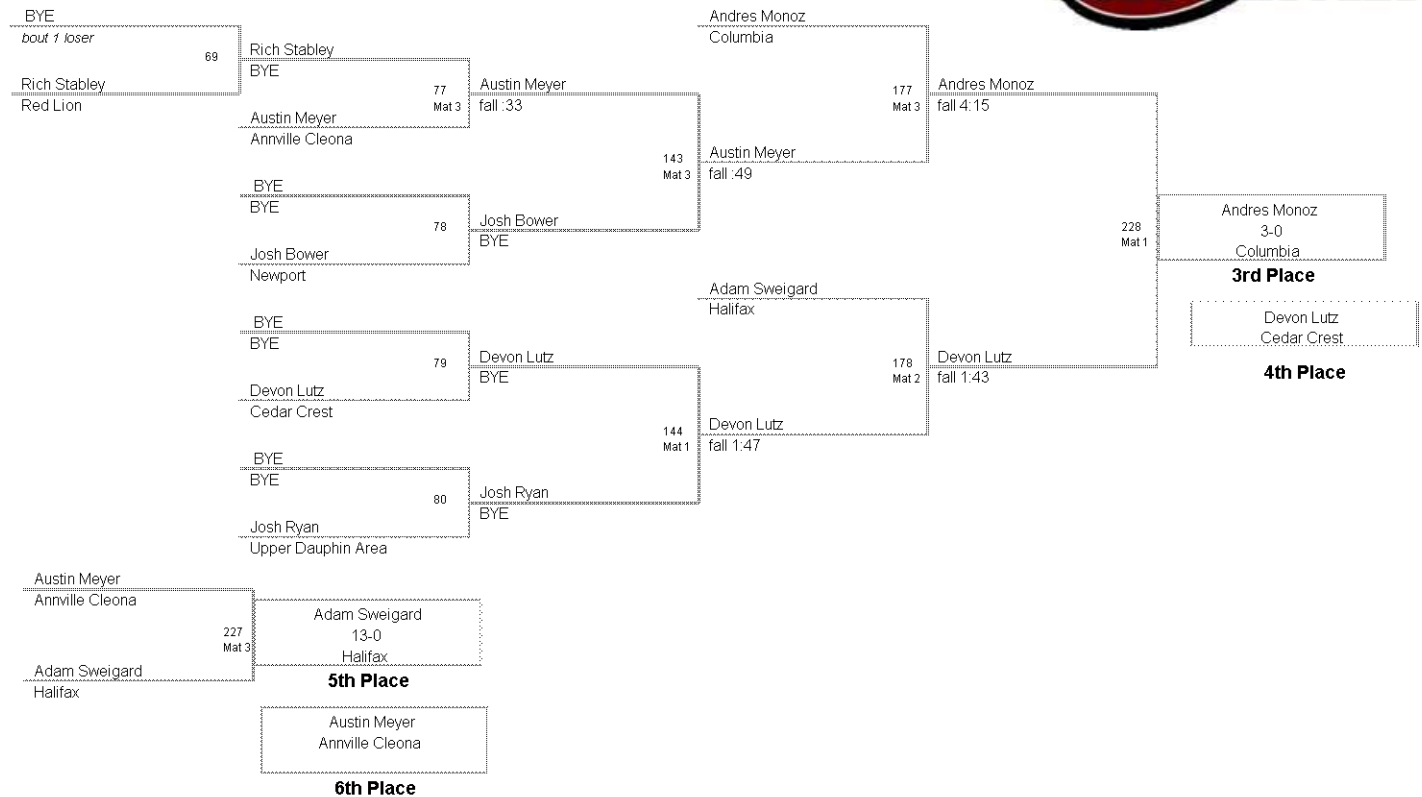 BYE
bout 1 loser
69
Rich Stabley
Red Lion
Rich Stabley
BYE
77
Mat 3
Austin Meyer
Annville Cleona
BYE
BYE
78
Josh Bower
Newport
BYE
BYE
79
Devon Lutz
Cedar Crest
BYE
BYE
80
Josh Ryan
Upper Dauphin Area
Austin Meyer
fall :33
143
Mat 3
Josh Bower
BYE
Devon Lutz
BYE
144
Mat 1
Josh Ryan
BYE
Andres Monoz
Columbia
177
Mat 3
Austin Meyer
fall :49
Adam Sweigard
Halifax
178
Mat 2
Devon Lutz
fall 1:47
Andres Monoz
fall 4:15
228
Mat 1
Devon Lutz
fall 1:43
Andres Monoz
3-0
Columbia
3rd Place
Devon Lutz
Cedar Crest
4th Place
Austin Meyer
Annville Cleona
227
Mat 3
Adam Sweigard
Halifax
Adam Sweigard
13-0
Halifax
5th Place
Austin Meyer
Annville Cleona
6th Place